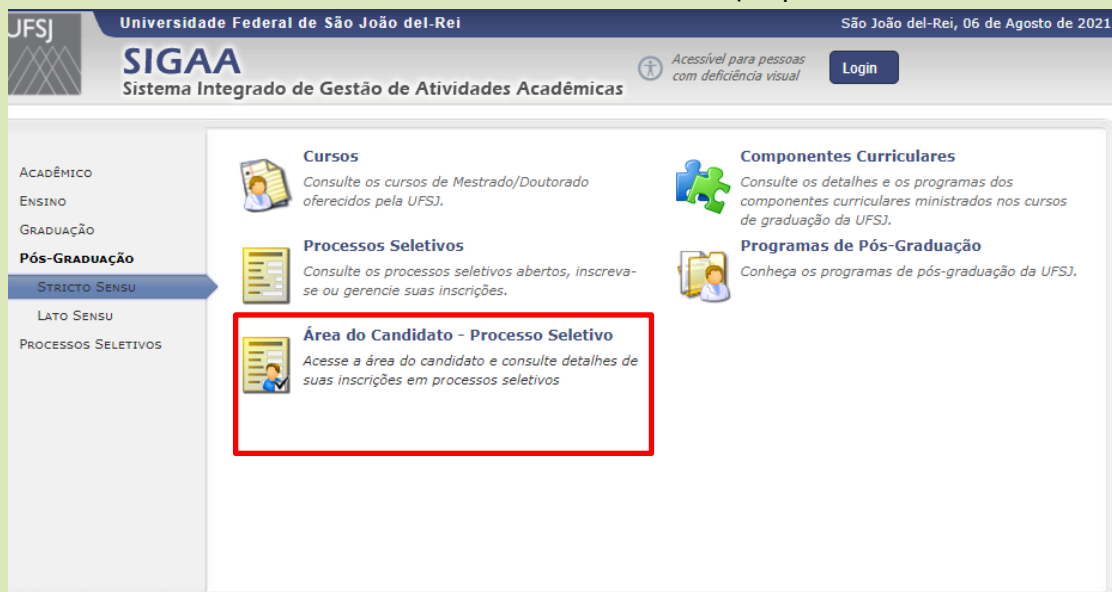 UFSJ
Universidade Federal de São João del-Rei
São João del-Rei, 06 de Agosto de 2021
SIGAA
Sistema Integrado de Gestão de Atividades Acadêmicas
Acessível para pessoas
com deficiência visual
Login
Acadêmico
Ensino
Graduação
Pós-Graduação
Stricto Sensu
Lato Sensu
Processos Seletivos
Cursos
Consulte os cursos de Mestrado/Doutorado
oferecidos pela UFSJ.
Componentes Curriculares
Consulte os detalhes e os programas dos
componentes curriculares ministrados nos cursos
de graduação da UFSJ.
Processos Seletivos
Consulte os processos seletivos abertos, inscreva-
se ou gerencie suas inscrições.
Programas de Pós-Graduação
Conheça os programas de pós-graduação da UFSJ.
Área do Candidato - Processo Seletivo
Acesse a área do candidato e consulte detalhes de
suas inscrições em processos seletivos